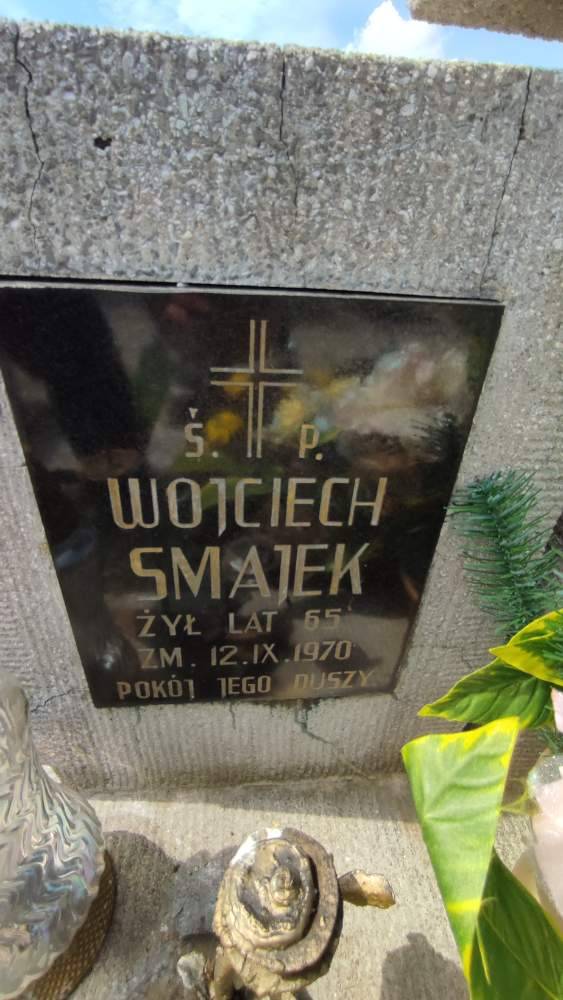 Ś. P.
WOJCIECH
SMAJEK
ŻYŁ LAT 65
ZM. 12.IX.1970
POKÓJ JEGO DUSZY